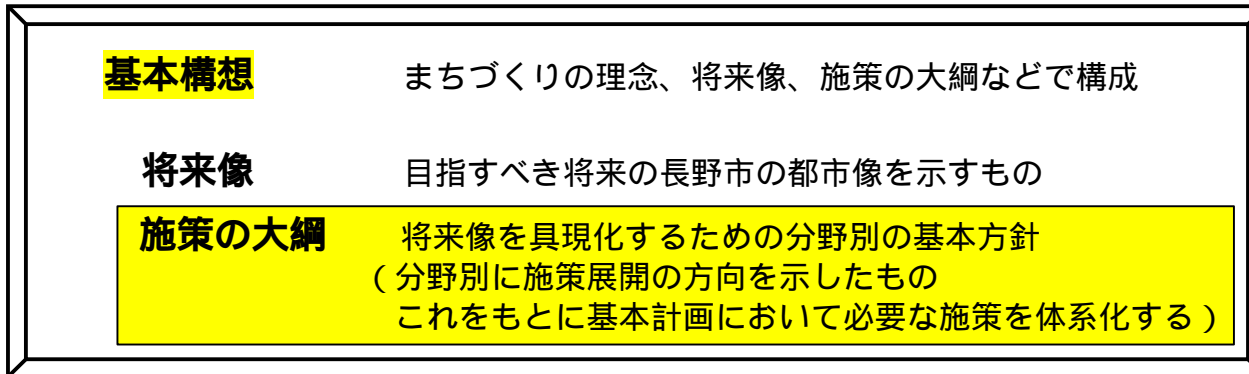 基本構想 まちづくりの理念、将来像、施策の大綱などで構成
将来像 目指すべき将来の長野市の都市像を示すもの
施策の大綱 将来像を具現化するための分野別の基本方針
(分野別に施策展開の方向を示したもの
これをもとに基本計画において必要な施策を体系化する)